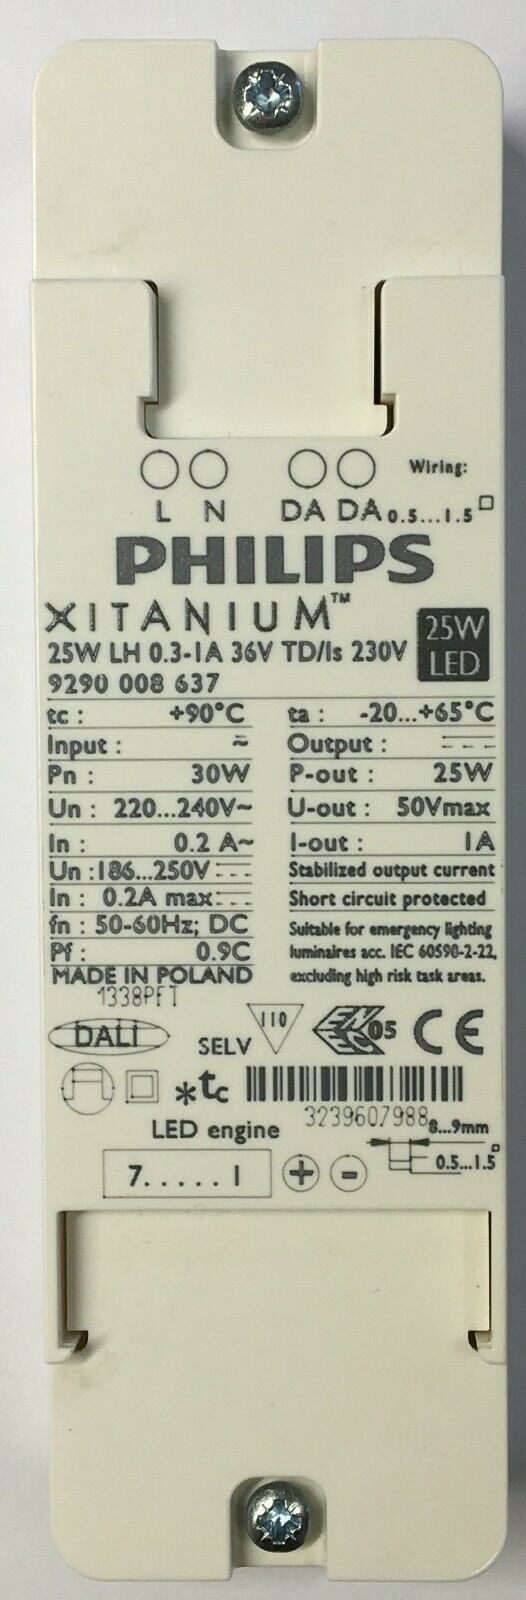 Wiring:
L N DA DA 0.5...1.5
PHILIPS
XITANIUM™
25W LH 0.3-1A 36V TD/Is 230V
25W
LED
9290 008 637
tc : +90°C
ta : -20...+65°C
Input : ~
Output :
Pn : 30W
P-out : 25W
Un : 220...240V~
U-out : 50Vmax
In : 0.2 A~
I-out : 1A
Un :186...250V
Stabilized output current
In : 0.2A max
Short circuit protected
fn : 50-60Hz; DC
Suitable for emergency lighting
Pf : 0.9C
luminaires acc. IEC 60598-2-22,
MADE IN POLAND
excluding high risk task areas.
1338PFT
DALI
SELV
110
ENEC 05
CE
*tc
3239607988
8...9mm
LED engine
0.5...1.5
7.....1 + -